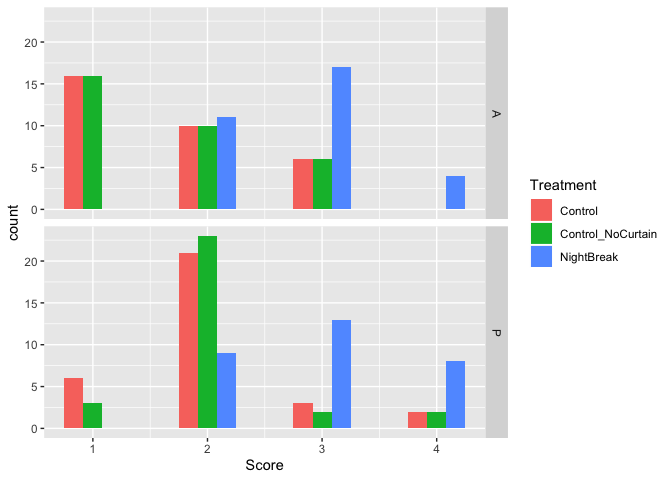 20
15
10
5
0
A
20
15
10
5
0
P
count
1 2 3 4
Score
Treatment
Control
Control_NoCurtain
NightBreak